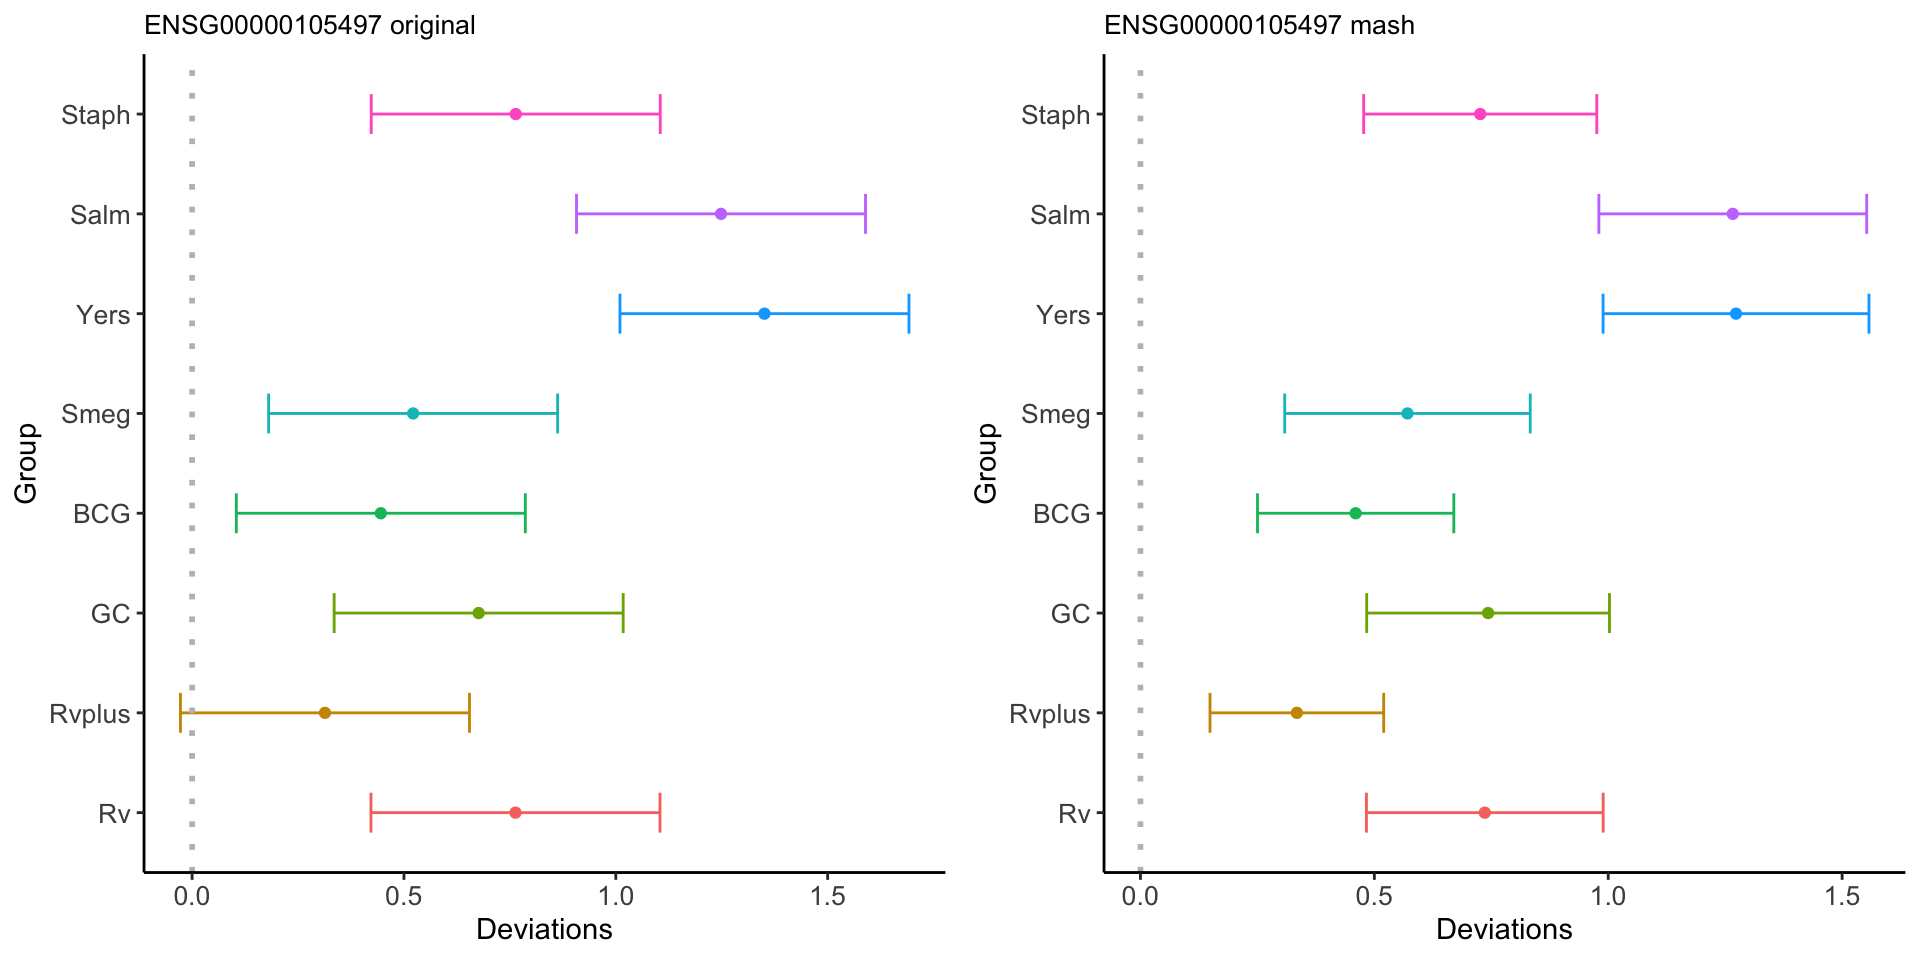 ENSG00000105497 original
Staph
Salm
Yers
Smeg
BCG
GC
Rvplus
Rv
Group
0.0 0.5 1.0 1.5
Deviations
ENSG00000105497 mash
Staph
Salm
Yers
Smeg
BCG
GC
Rvplus
Rv
Group
0.0 0.5 1.0 1.5
Deviations